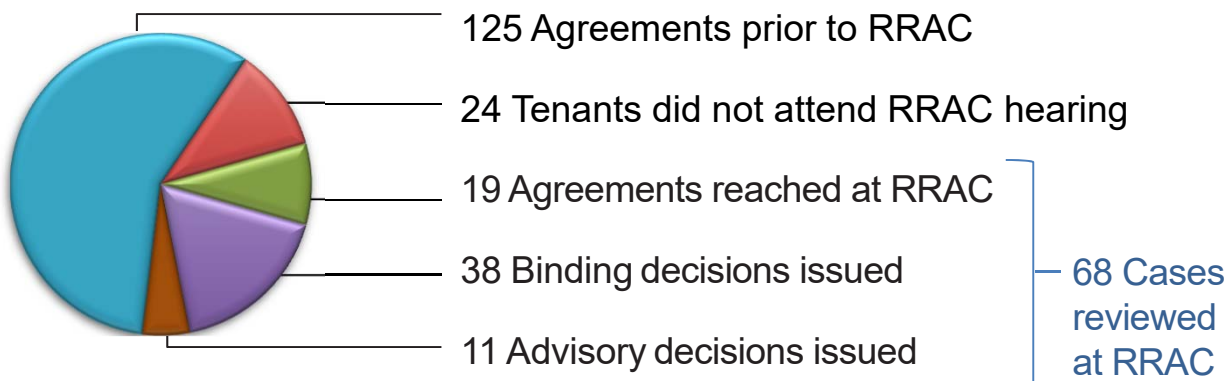 125 Agreements prior to RRAC
24 Tenants did not attend RRAC hearing
19 Agreements reached at RRAC
38 Binding decisions issued
11 Advisory decisions issued
68 Cases
reviewed
at RRAC